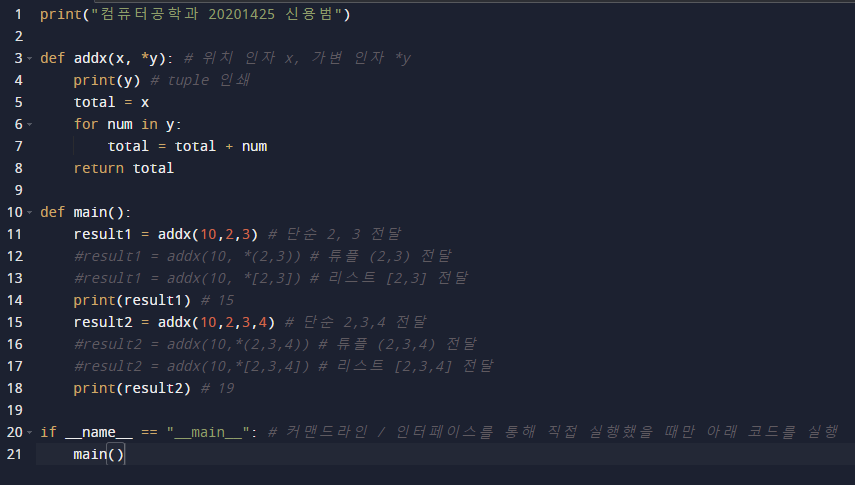 1 print("컴퓨터공학과 20201425 신용범")
2
3 def addx(x, *y): # 위치 인자 x, 가변 인자 *y
4     print(y) # tuple 인쇄
5     total = x
6     for num in y:
7         total = total + num
8     return total
9
10 def main():
11     result1 = addx(10,2,3) # 단순 2, 3 전달
12     #result1 = addx(10, *(2,3)) # 튜플 (2,3) 전달
13     #result1 = addx(10, *[2,3]) # 리스트 [2,3] 전달
14     print(result1) # 15
15     result2 = addx(10,2,3,4) # 단순 2,3,4 전달
16     #result2 = addx(10,*(2,3,4)) # 튜플 (2,3,4) 전달
17     #result2 = addx(10,*[2,3,4]) # 리스트 [2,3,4] 전달
18     print(result2) # 19
19
20 if __name__ == "__main__": # 커맨드라인 / 인터페이스를 통해 직접 실행했을 때만 아래 코드를 실행
21     main()